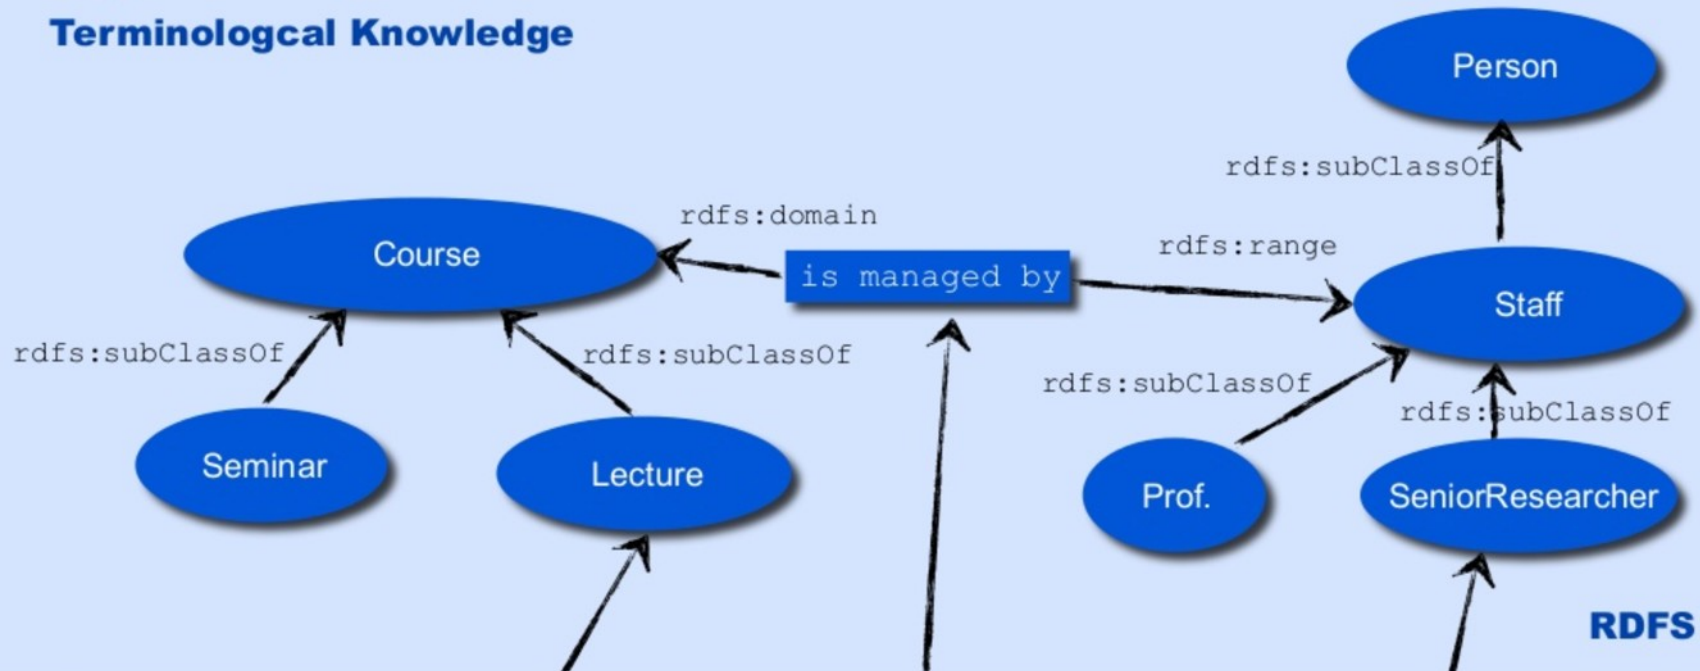 Terminologcal Knowledge
Person
rdfs:subClassOf
rdfs:domain
rdfs:range
Course
is managed by
Staff
rdfs:subClassOf
rdfs:subClassOf
rdfs:subClassOf
rdfs:subClassOf
Seminar
Lecture
Prof.
SeniorResearcher
RDFS